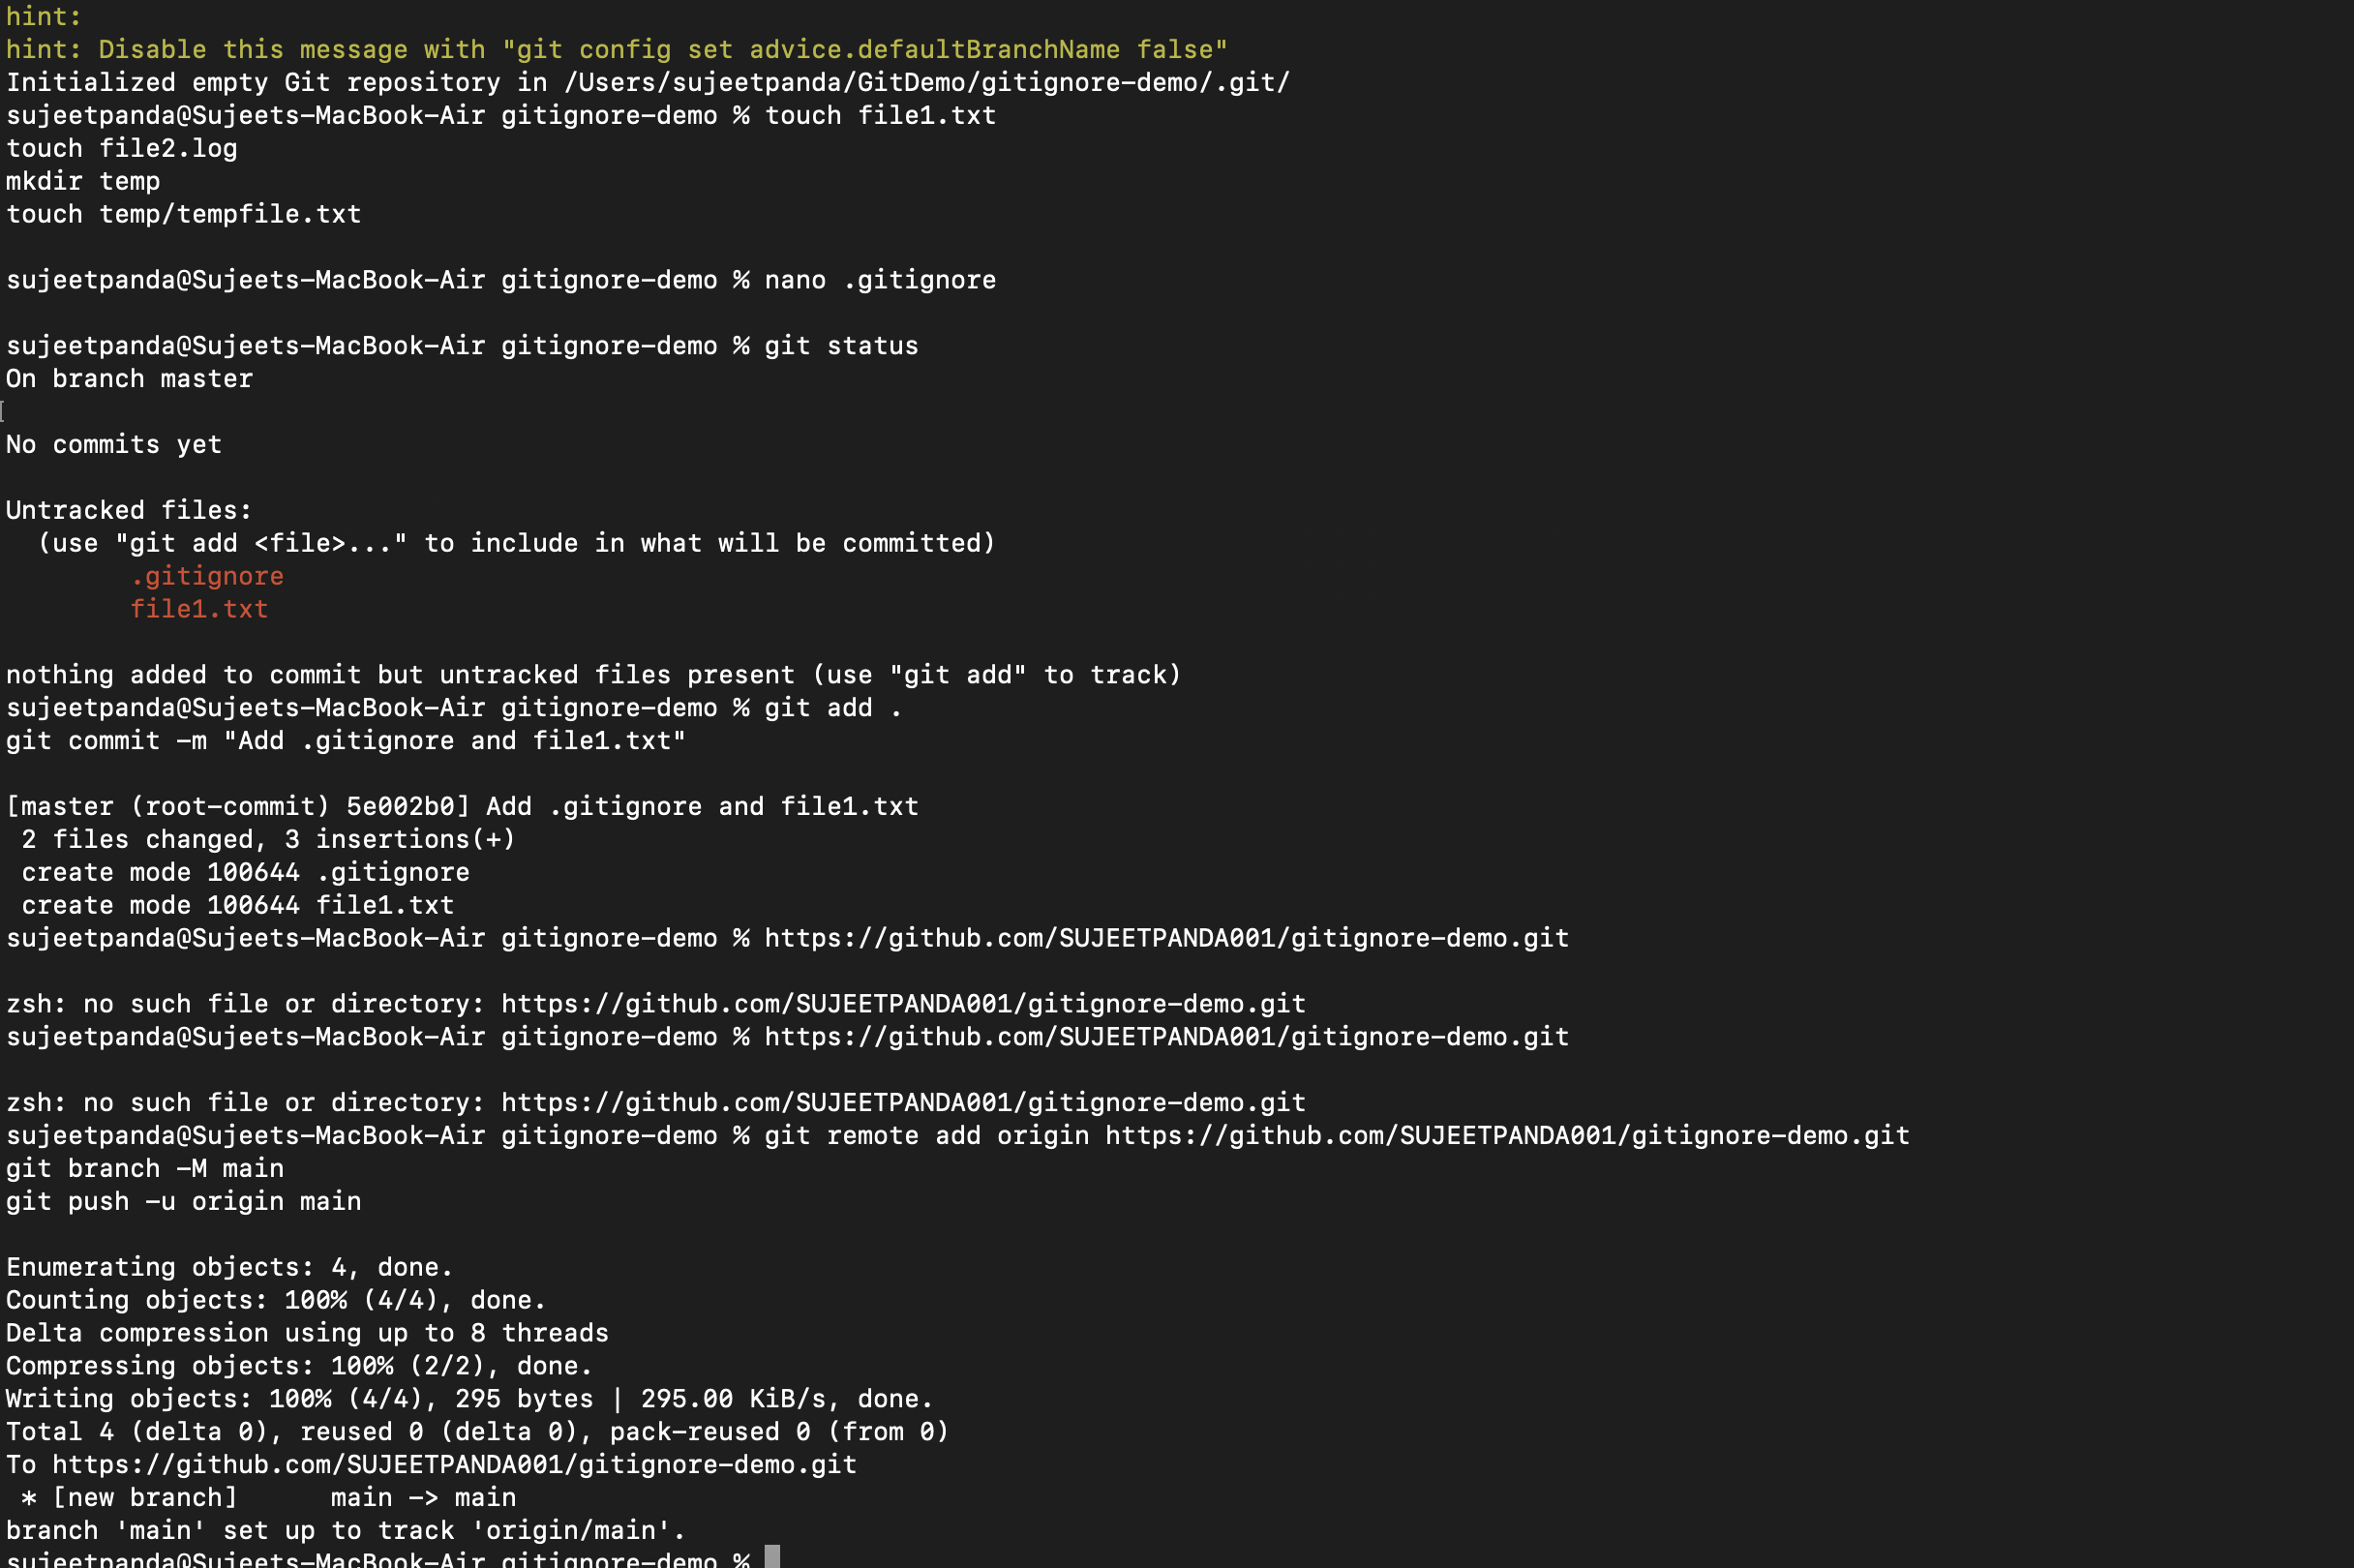 hint:
hint: Disable this message with "git config set advice.defaultBranchName false"
Initialized empty Git repository in /Users/sujeetpanda/GitDemo/gitignore-demo/.git/
sujeetpanda@Sujeets-MacBook-Air gitignore-demo % touch file1.txt
touch file2.log
mkdir temp
touch temp/tempfile.txt
sujeetpanda@Sujeets-MacBook-Air gitignore-demo % nano .gitignore
sujeetpanda@Sujeets-MacBook-Air gitignore-demo % git status
On branch master
No commits yet
Untracked files:
  (use "git add <file>..." to include in what will be committed)
        .gitignore
        file1.txt
nothing added to commit but untracked files present (use "git add" to track)
sujeetpanda@Sujeets-MacBook-Air gitignore-demo % git add .
git commit -m "Add .gitignore and file1.txt"
[master (root-commit) 5e002b0] Add .gitignore and file1.txt
 2 files changed, 3 insertions(+)
 create mode 100644 .gitignore
 create mode 100644 file1.txt
sujeetpanda@Sujeets-MacBook-Air gitignore-demo % https://github.com/SUJEETPANDA001/gitignore-demo.git
zsh: no such file or directory: https://github.com/SUJEETPANDA001/gitignore-demo.git
sujeetpanda@Sujeets-MacBook-Air gitignore-demo % https://github.com/SUJEETPANDA001/gitignore-demo.git
zsh: no such file or directory: https://github.com/SUJEETPANDA001/gitignore-demo.git
sujeetpanda@Sujeets-MacBook-Air gitignore-demo % git remote add origin https://github.com/SUJEETPANDA001/gitignore-demo.git
git branch -M main
git push -u origin main
Enumerating objects: 4, done.
Counting objects: 100% (4/4), done.
Delta compression using up to 8 threads
Compressing objects: 100% (2/2), done.
Writing objects: 100% (4/4), 295 bytes | 295.00 KiB/s, done.
Total 4 (delta 0), reused 0 (delta 0), pack-reused 0 (from 0)
To https://github.com/SUJEETPANDA001/gitignore-demo.git
 * [new branch]      main -> main
branch 'main' set up to track 'origin/main'.
sujeetpanda@Sujeets-MacBook-Air gitignore-demo %